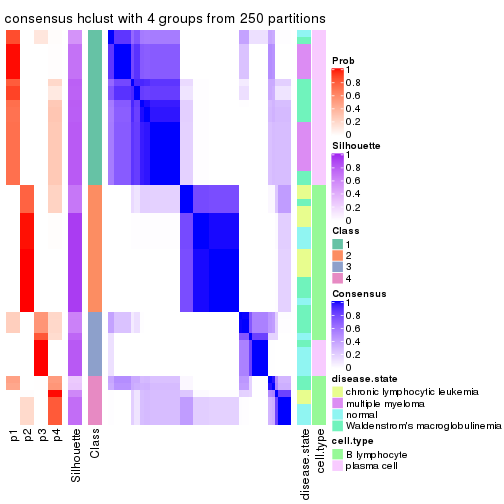 consensus hclust with 4 groups from 250 partitions
Prob
1
0.8
0.6
0.4
0.2
0
Silhouette
1
0.8
0.6
0.4
0.2
0
Class
1
2
3
4
Consensus
1
0.8
0.6
0.4
0.2
0
disease.state
chronic lymphocytic leukemia
multiple myeloma
normal
Waldenstrom's macroglobulinemia
cell.type
B lymphocyte
plasma cell
p1
p2
p3
p4
Silhouette
Class
disease.state
cell.type